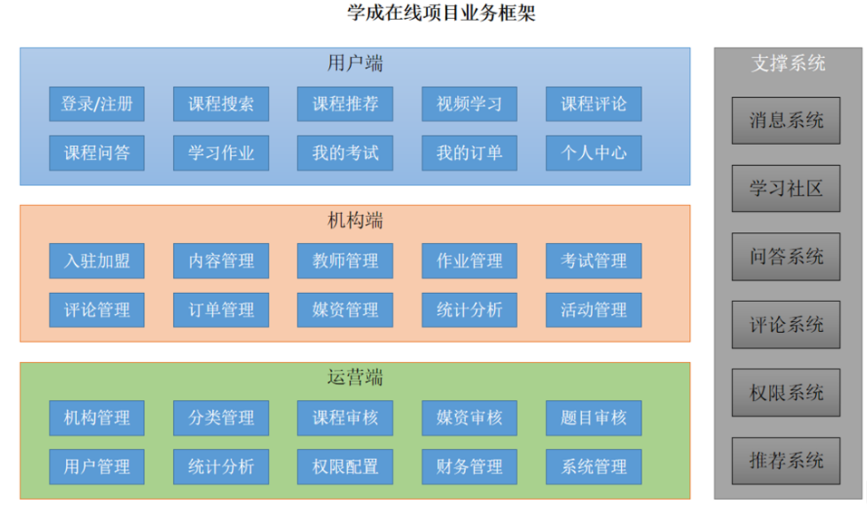 学成在线项目业务框架
用户端
登录/注册 课程搜索 课程推荐 视频学习 课程评论
课程问答 学习作业 我的考试 我的订单 个人中心
机构端
入驻加盟 内容管理 教师管理 作业管理 考试管理
评论管理 订单管理 媒资管理 统计分析 活动管理
运营端
机构管理 分类管理 课程审核 媒资审核 题目审核
用户管理 统计分析 权限配置 财务管理 系统管理
支撑系统
消息系统
学习社区
问答系统
评论系统
权限系统
推荐系统